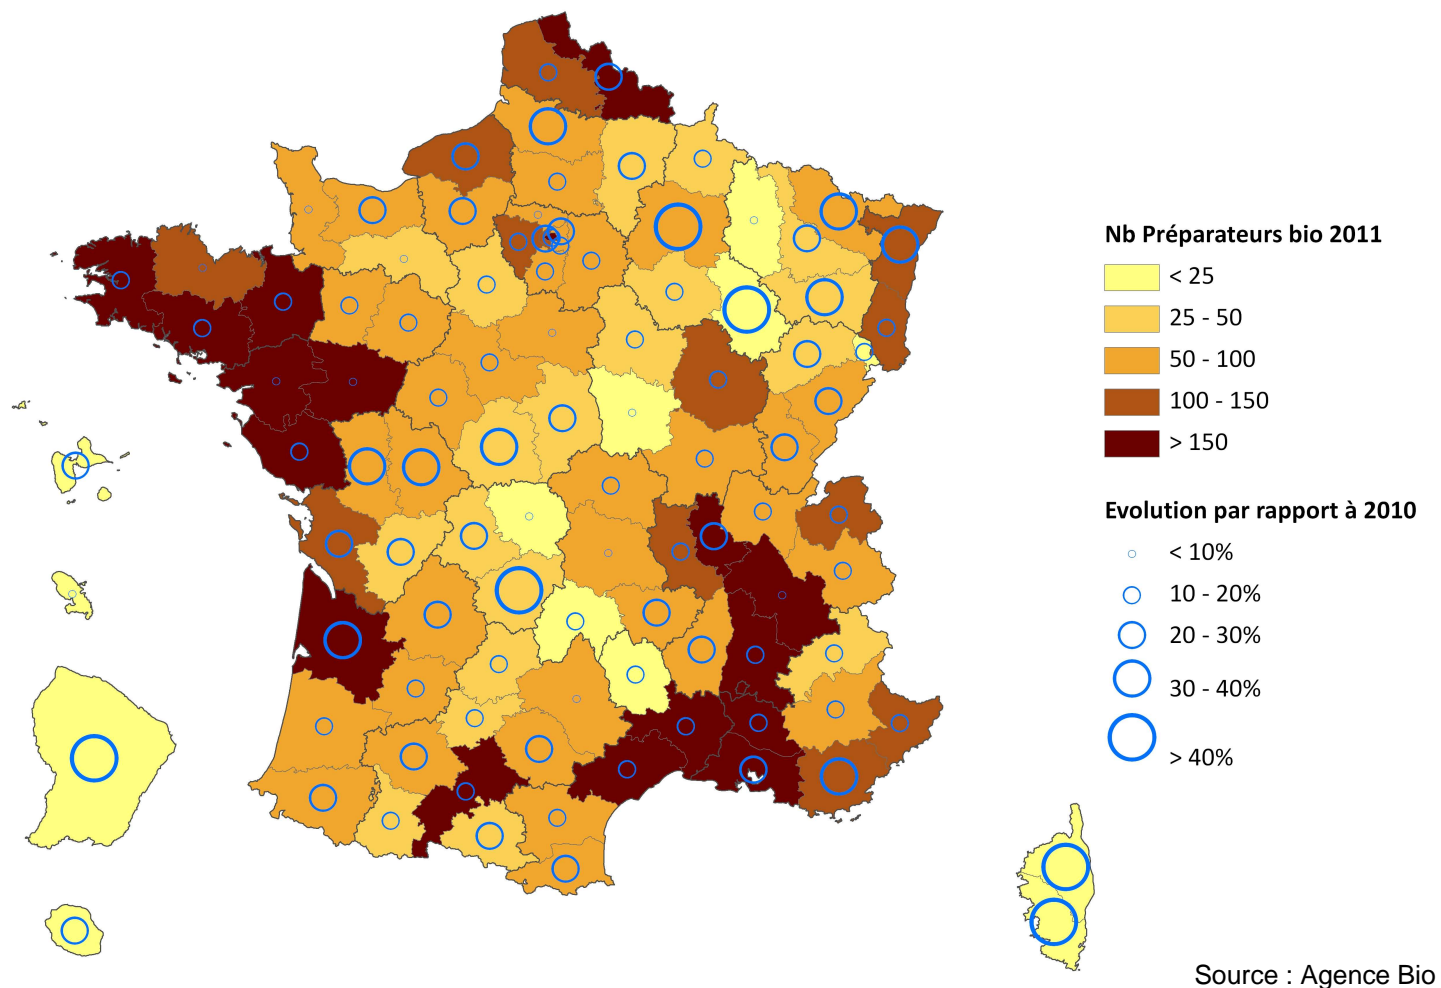 Nb Préparateurs bio 2011
< 25
25 - 50
50 - 100
100 - 150
> 150
Evolution par rapport à 2010
< 10%
10 - 20%
20 - 30%
30 - 40%
> 40%
Source : Agence Bio